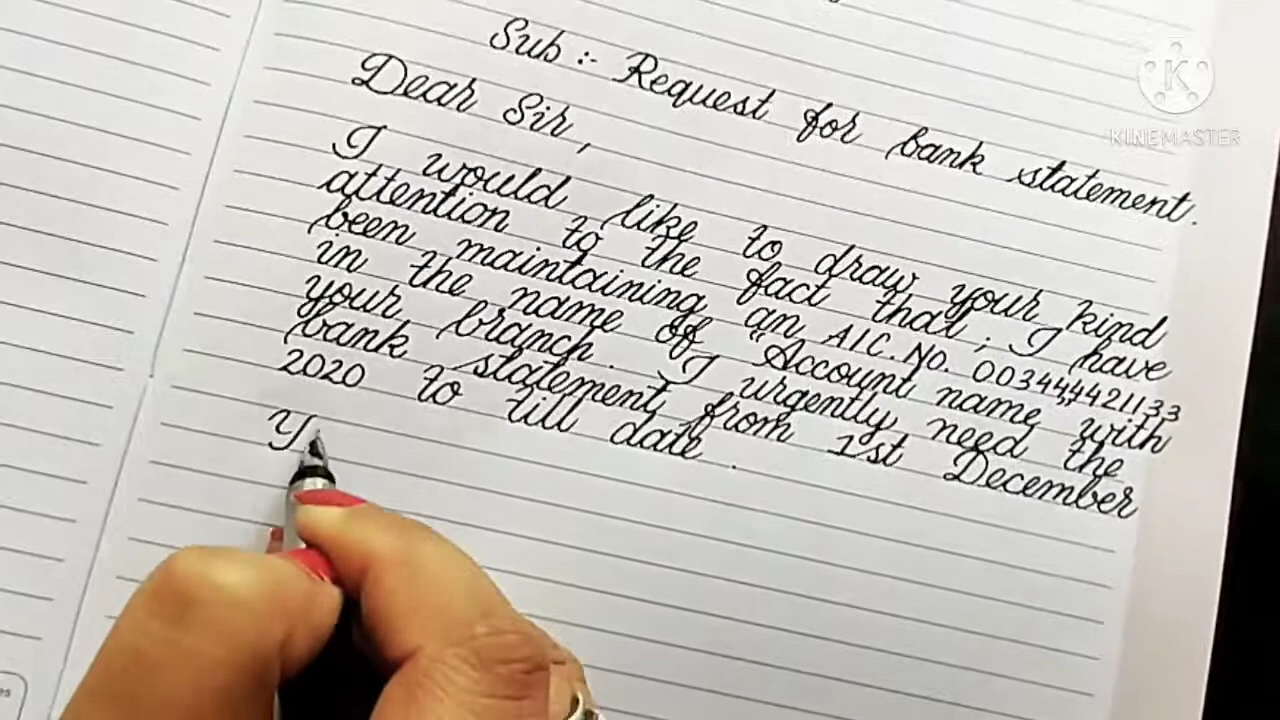 Sub :- Request for bank statement.
Dear Sir,
I would like to draw your kind
attention to the fact that, I have
been maintaining an A/C. No. 00344421133
in the name of "Account name with
your branch. I urgently need the
bank statement from 1st December
2020 to till date.
Y
KINEMASTER